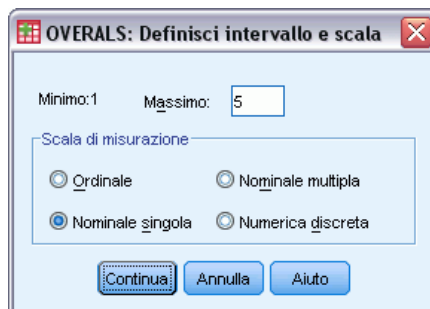 OVERALS: Definisci intervallo e scala
Minimo:1 Massimo: 5
Scala di misurazione
Ordinale Nominale multipla
Nominale singola Numerica discreta
Continua Annulla Aiuto